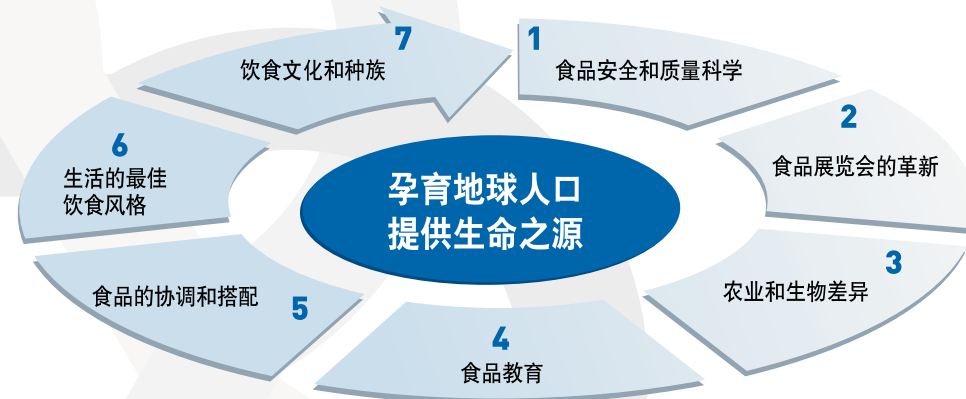 孕育地球人口
提供生命之源
1
食品安全和质量科学
2
食品展览会的革新
3
农业和生物差异
4
食品教育
5
食品的协调和搭配
6
生活的最佳
饮食风格
7
饮食文化和种族